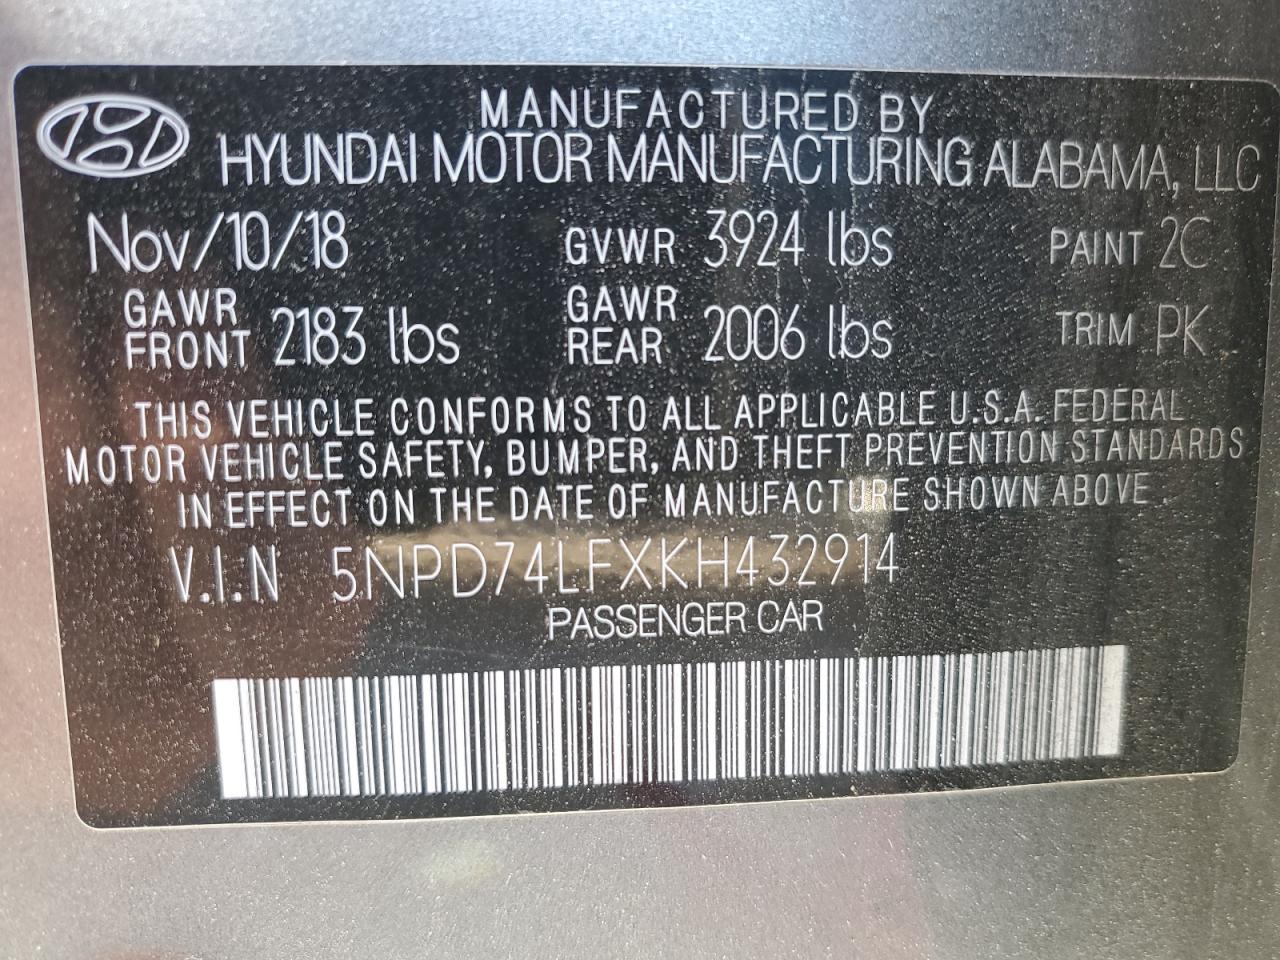 MANUFACTURED BY
HYUNDAI MOTOR MANUFACTURING ALABAMA, LLC
Nov/10/18 GVWR 3924 lbs PAINT 2C
GAWR FRONT 2183 lbs GAWR REAR 2006 lbs TRIM PK
THIS VEHICLE CONFORMS TO ALL APPLICABLE U.S.A. FEDERAL
MOTOR VEHICLE SAFETY, BUMPER, AND THEFT PREVENTION STANDARDS
IN EFFECT ON THE DATE OF MANUFACTURE SHOWN ABOVE
V.I.N 5NPD74LFXKH432914
PASSENGER CAR